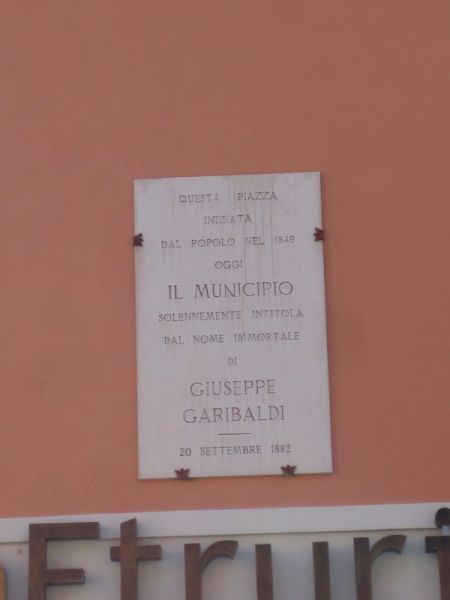 QUESTA PIAZZA
INIZIATA
DAL POPOLO NEL 1849
OGGI
IL MUNICIPIO
SOLENNEMENTE INTITOLA
DAL NOME IMMORTALE
DI
GIUSEPPE
GARIBALDI
20 SETTEMBRE 1882
Etruri